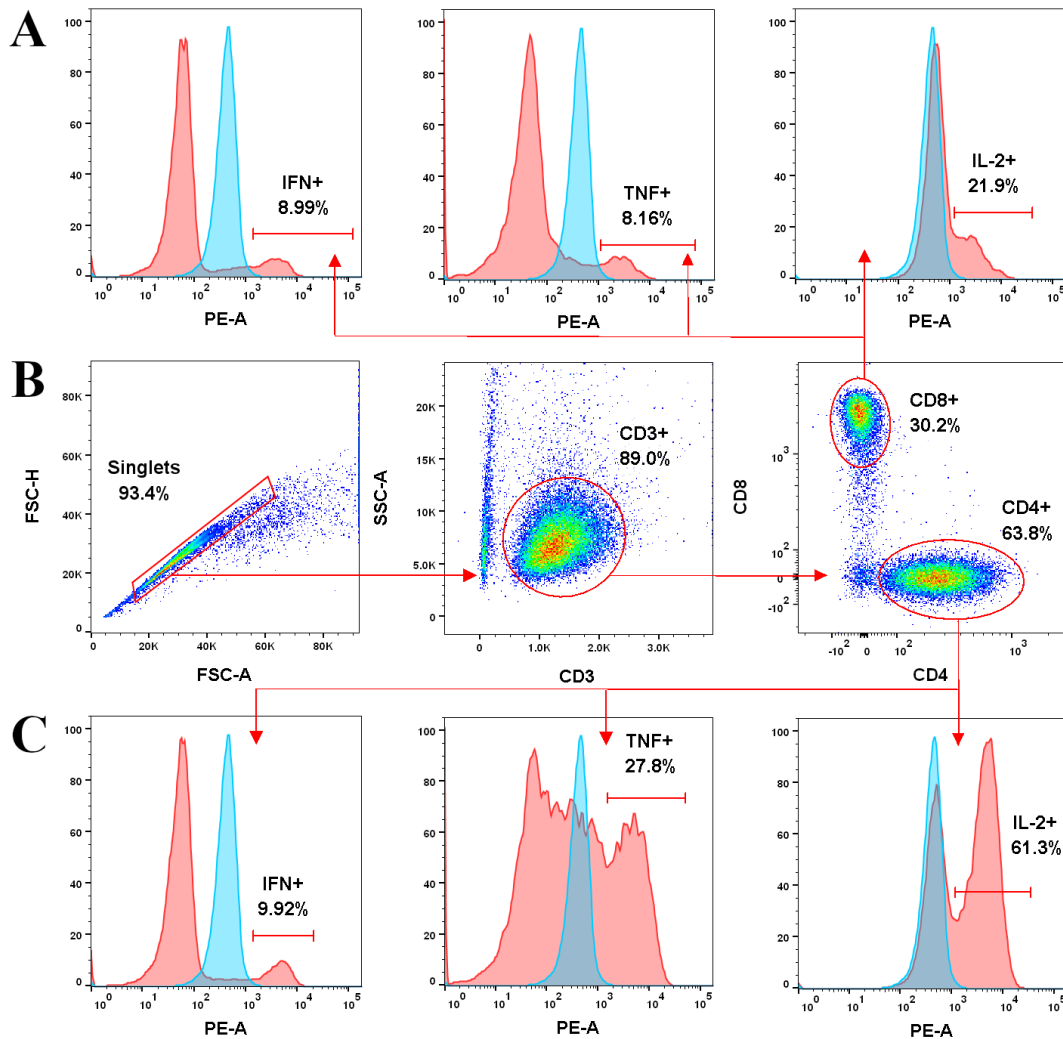 A
100
80
60
40
20
0
IFN+
8.99%
10^0 10^1 10^2 10^3 10^4 10^5
PE-A
100
80
60
40
20
0
TNF+
8.16%
10^0 10^1 10^2 10^3 10^4 10^5
PE-A
100
80
60
40
20
0
IL-2+
21.9%
0 10^0 10^1 10^2 10^3 10^4 10^5
PE-A
B
FSC-H
80K
60K
40K
20K
0
Singlets
93.4%
0 20K 40K 60K 80K
FSC-A
SSC-A
20K
15K
10K
5.0K
0
CD3+
89.0%
0 1.0K 2.0K 3.0K
CD3
CD8
10^3
10^2
0
-10^2
CD8+
30.2%
CD4+
63.8%
-10^2 0 10^2 10^3
CD4
C
100
80
60
40
20
0
IFN+
9.92%
10^0 10^1 10^2 10^3 10^4 10^5
PE-A
100
80
60
40
20
0
TNF+
27.8%
10^0 10^1 10^2 10^3 10^4 10^5
PE-A
100
80
60
40
20
0
IL-2+
61.3%
0 10^0 10^1 10^2 10^3 10^4 10^5
PE-A